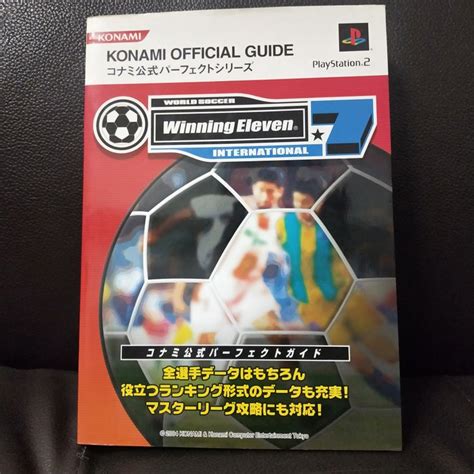 KONAMI
KONAMI OFFICIAL GUIDE
コナミ公式パーフェクトシリーズ
PlayStation.2
WORLD SOCCER
Winning Eleven® ★7
INTERNATIONAL
コナミ公式パーフェクトガイド
全選手データはもちろん
役立つランキング形式のデータも充実!
マスターリーグ攻略にも対応!
©2004 KONAMI & Konami Computer Entertainment Tokyo